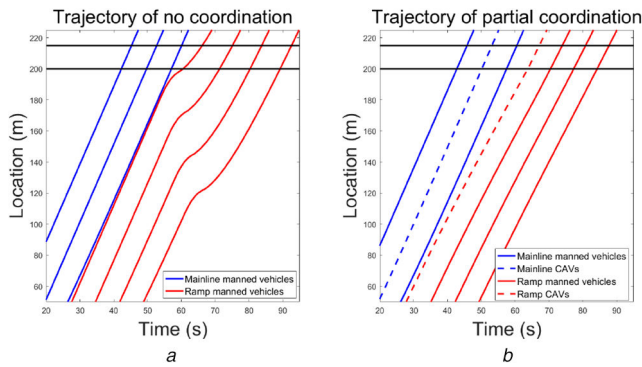 Trajectory of no coordination
220
200
180
160
140
120
100
80
60
20 30 40 50 60 70 80 90
Location (m)
Time (s)
Mainline manned vehicles
Ramp manned vehicles
a
Trajectory of partial coordination
220
200
180
160
140
120
100
80
60
20 30 40 50 60 70 80 90
Location (m)
Time (s)
Mainline manned vehicles
Mainline CAVs
Ramp manned vehicles
Ramp CAVs
b